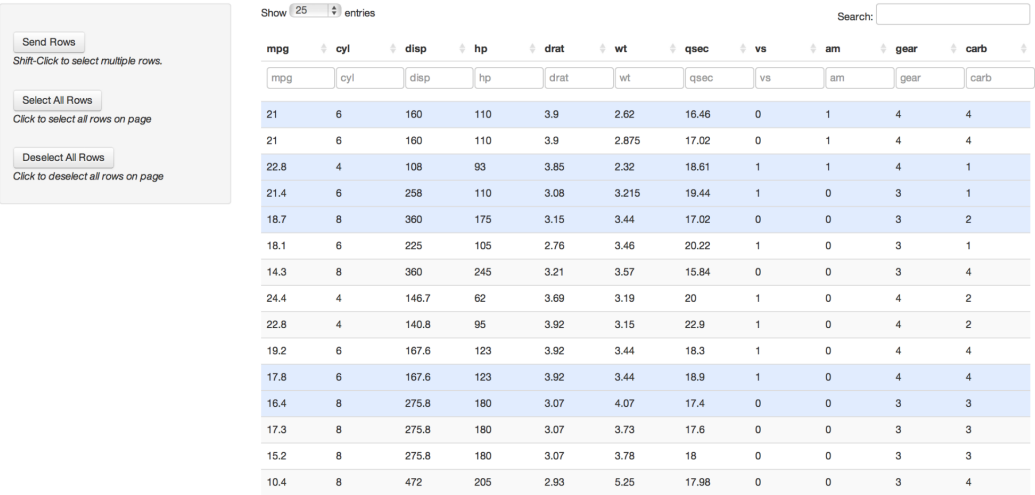 Show 25 entries
Search:
Send Rows
Shift-Click to select multiple rows.
Select All Rows
Click to select all rows on page
Deselect All Rows
Click to deselect all rows on page
mpg cyl disp hp drat wt qsec vs am gear carb
mpg cyl disp hp drat wt qsec vs am gear carb
21 6 160 110 3.9 2.62 16.46 0 1 4 4
21 6 160 110 3.9 2.875 17.02 0 1 4 4
22.8 4 108 93 3.85 2.32 18.61 1 1 4 1
21.4 6 258 110 3.08 3.215 19.44 1 0 3 1
18.7 8 360 175 3.15 3.44 17.02 0 0 3 2
18.1 6 225 105 2.76 3.46 20.22 1 0 3 1
14.3 8 360 245 3.21 3.57 15.84 0 0 3 4
24.4 4 146.7 62 3.69 3.19 20 1 0 4 2
22.8 4 140.8 95 3.92 3.15 22.9 1 0 4 2
19.2 6 167.6 123 3.92 3.44 18.3 1 0 4 4
17.8 6 167.6 123 3.92 3.44 18.9 1 0 4 4
16.4 8 275.8 180 3.07 4.07 17.4 0 0 3 3
17.3 8 275.8 180 3.07 3.73 17.6 0 0 3 3
15.2 8 275.8 180 3.07 3.78 18 0 0 3 3
10.4 8 472 205 2.93 5.25 17.98 0 0 3 4